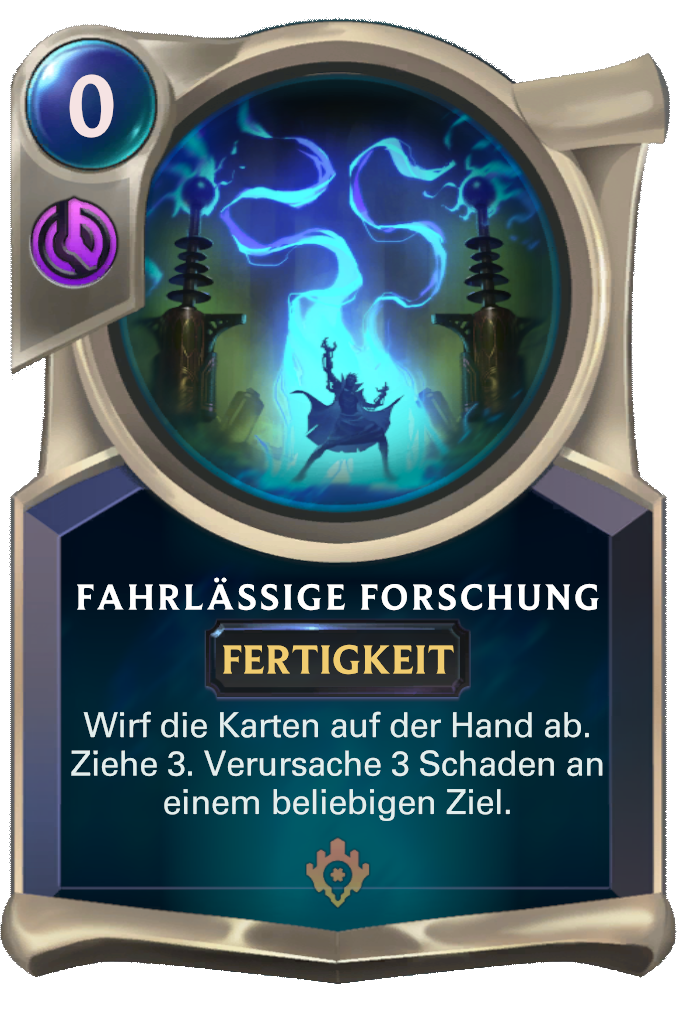 0
FAHRLÄSSIGE FORSCHUNG
FERTIGKEIT
Wirf die Karten auf der Hand ab.
Ziehe 3. Verursache 3 Schaden an
einem beliebigen Ziel.